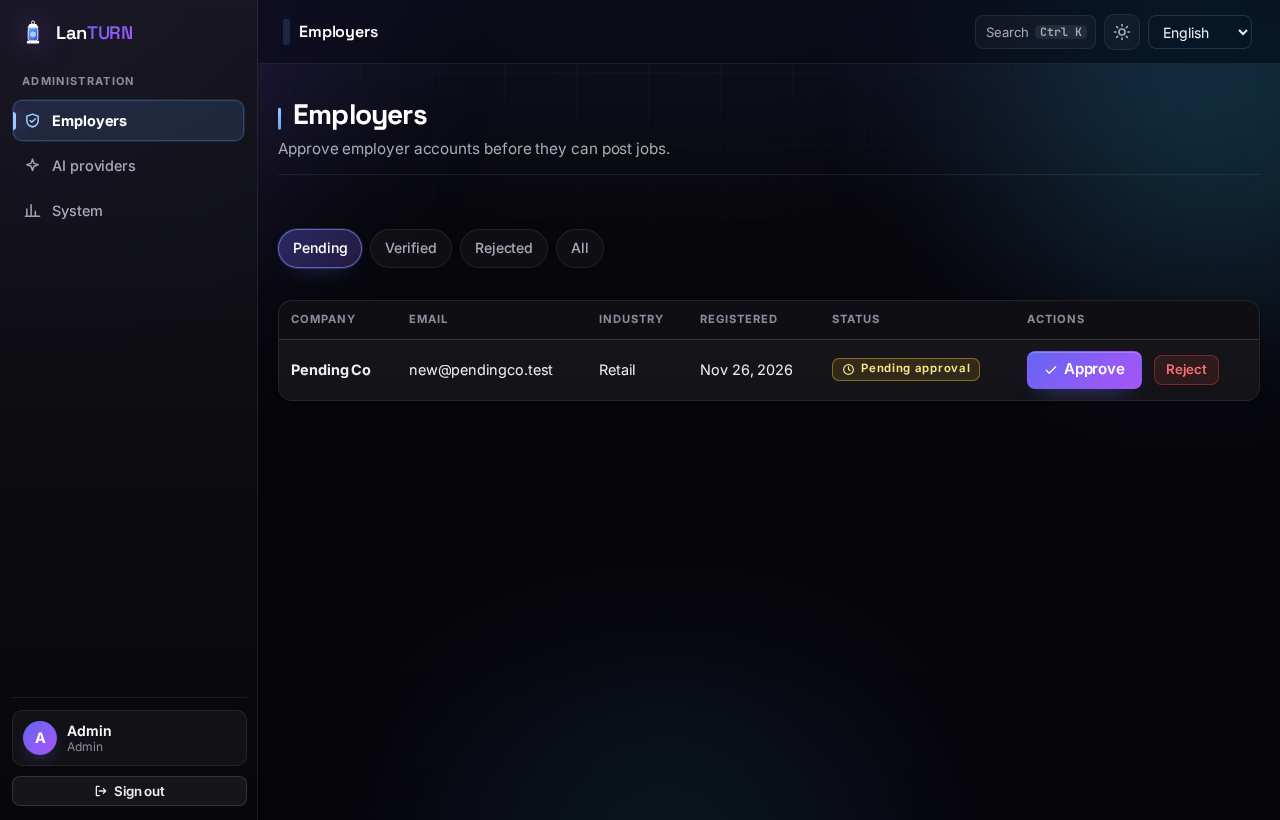 LanTURN
ADMINISTRATION
Employers
AI providers
System
Admin
A
Admin
Sign out
Employers
Search Ctrl K
English
Employers
Approve employer accounts before they can post jobs.
Pending Verified Rejected All
COMPANY EMAIL INDUSTRY REGISTERED STATUS ACTIONS
Pending Co new@pendingco.test Retail Nov 26, 2026 Pending approval Approve Reject